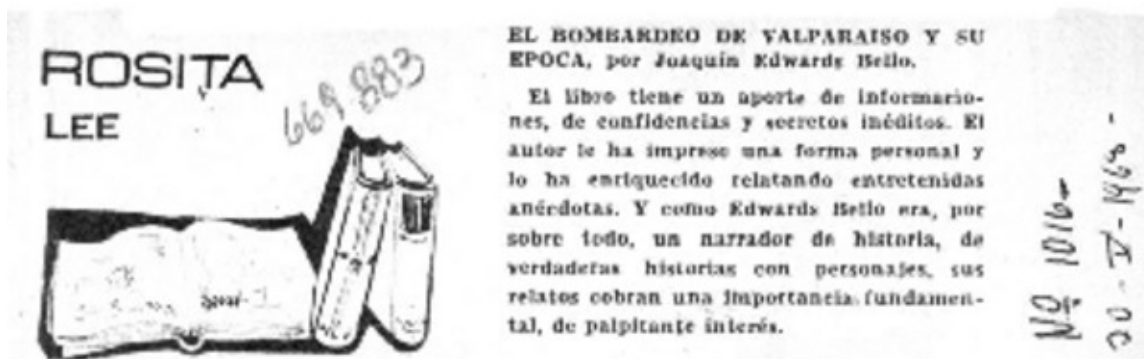 ROSITA
LEE
669883
EL BOMBARDEO DE VALPARAISO Y SU
EPOCA, por Joaquín Edwards Bello.
El libro tiene un aporte de informacio-
nes, de confidencias y secretos inéditos. El
autor le ha impreso una forma personal y
lo ha enriquecido relatando entretenidas
anécdotas. Y como Edwards Bello era, por
sobre todo, un narrador de historia, de
verdaderas historias con personajes, sus
relatos cobran una importancia fundamen-
tal, de palpitante interés.
Nº 1016-
20-V-1968-